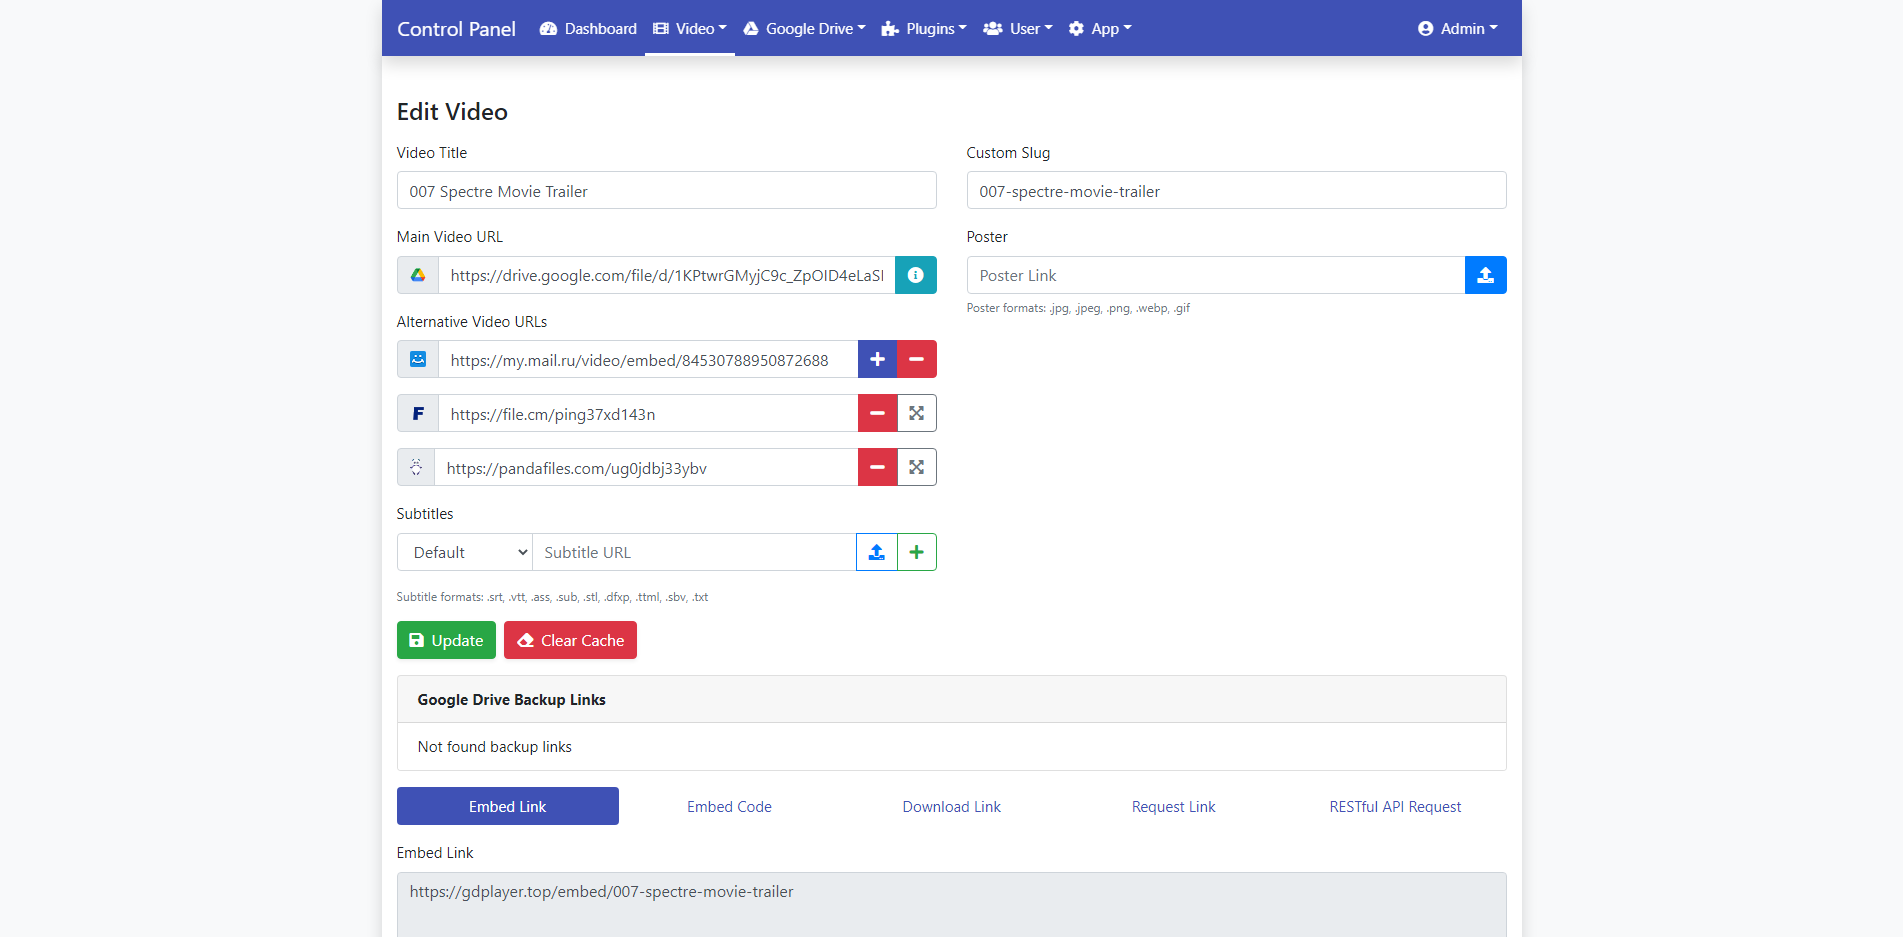 Control Panel Dashboard Video Google Drive Plugins User App Admin
Edit Video
Video Title Custom Slug
007 Spectre Movie Trailer 007-spectre-movie-trailer
Main Video URL Poster
https://drive.google.com/file/d/1KPtwrGMyjC9c_ZpOID4eLaSI Poster Link
Poster formats: .jpg, .jpeg, .png, .webp, .gif
Alternative Video URLs
https://my.mail.ru/video/embed/84530788950872688
https://file.cm/ping37xd143n
https://pandafiles.com/ug0jdbj33ybv
Subtitles
Default Subtitle URL
Subtitle formats: .srt, .vtt, .ass, .sub, .stl, .dfxp, .ttml, .sbv, .txt
Update Clear Cache
Google Drive Backup Links
Not found backup links
Embed Link Embed Code Download Link Request Link RESTful API Request
Embed Link
https://gdplayer.top/embed/007-spectre-movie-trailer